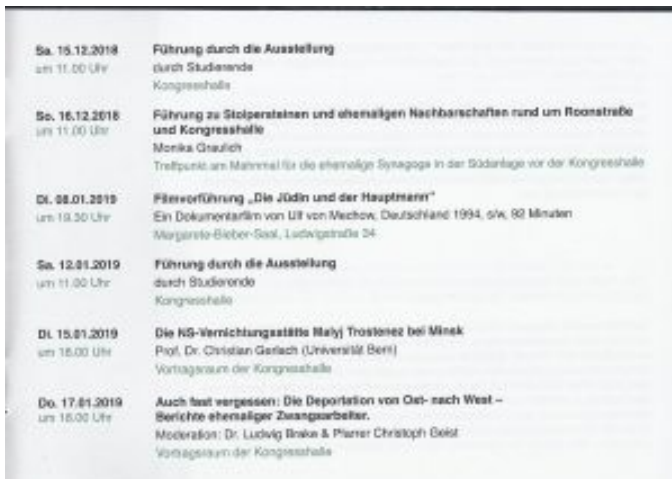 Sa. 15.12.2018
um 11.00 Uhr
Führung durch die Ausstellung
durch Studierende
Kongresshalle
So. 16.12.2018
um 11.00 Uhr
Führung zu Stolpersteinen und ehemaligen Nachbarschaften rund um Roonstraße
und Kongresshalle
Monika Graulich
Treffpunkt am Mahnmal für die ehemalige Synagoge in der Südanlage vor der Kongresshalle
Di. 08.01.2019
um 19.30 Uhr
Filmvorführung „Die Jüdin und der Hauptmann“
Ein Dokumentarfilm von Ulf von Mechow, Deutschland 1994, s/w, 92 Minuten
Margarete-Bieber-Saal, Ludwigstraße 34
Sa. 12.01.2019
um 11.00 Uhr
Führung durch die Ausstellung
durch Studierende
Kongresshalle
Di. 15.01.2019
um 18.00 Uhr
Die NS-Vernichtungsstätte Malyj Trostenez bei Minsk
Prof. Dr. Christian Gerlach (Universität Bern)
Vortragsraum der Kongresshalle
Do. 17.01.2019
um 18.00 Uhr
Auch fast vergessen: Die Deportation von Ost- nach West –
Berichte ehemaliger Zwangsarbeiter.
Moderation: Dr. Ludwig Brake & Pfarrer Christoph Geist
Vortragsraum der Kongresshalle